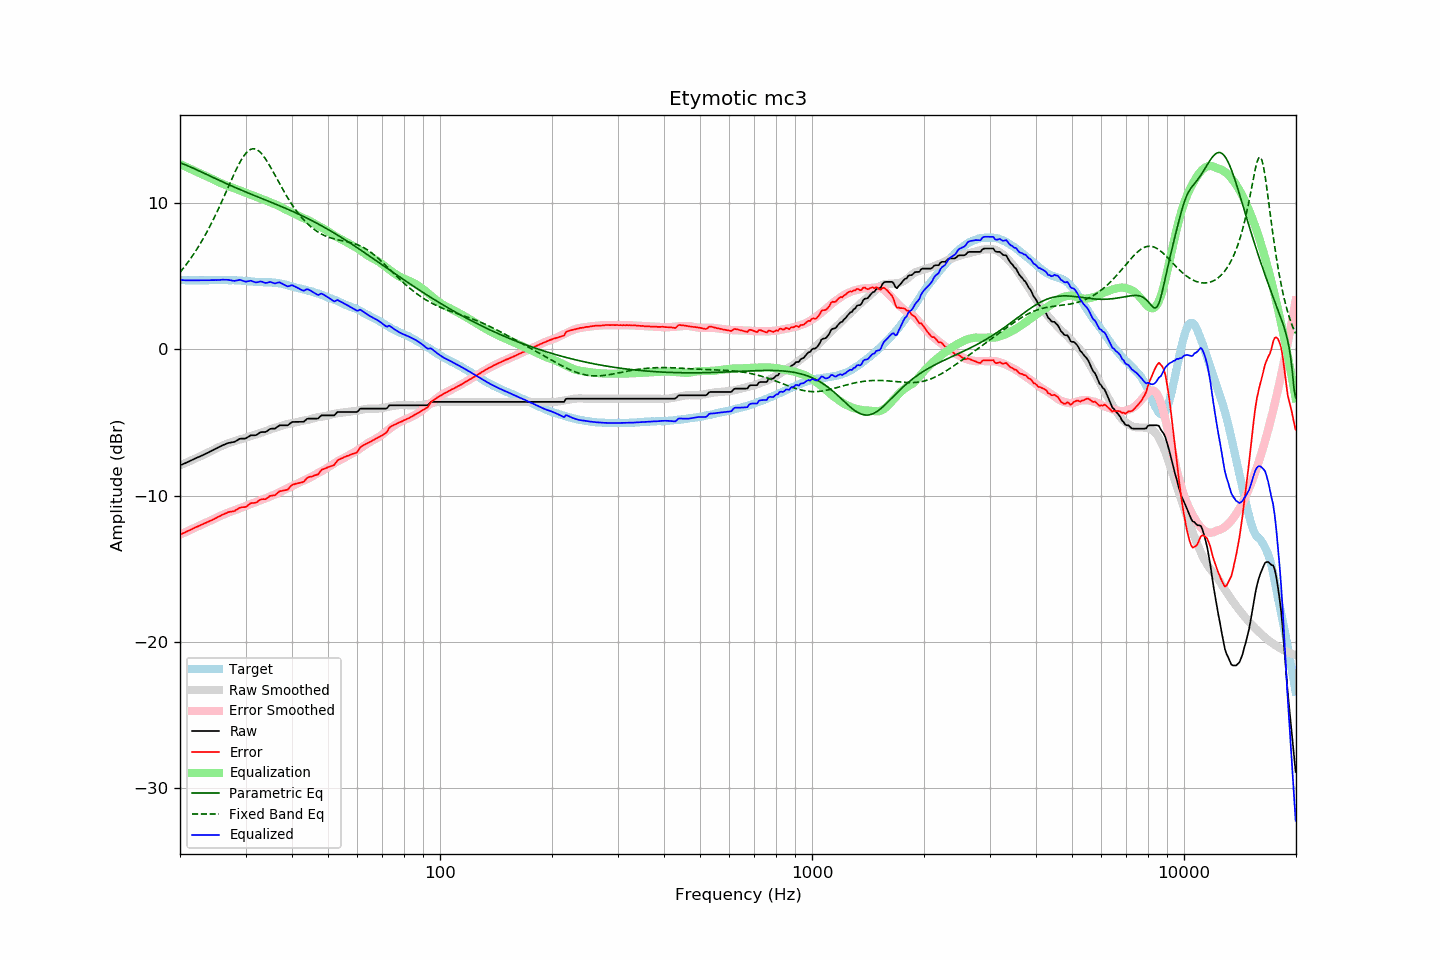 Etymotic mc3
10
0
−10
−20
−30
Amplitude (dBr)
Target
Raw Smoothed
Error Smoothed
Raw
Error
Equalization
Parametric Eq
Fixed Band Eq
Equalized
100
1000
10000
Frequency (Hz)